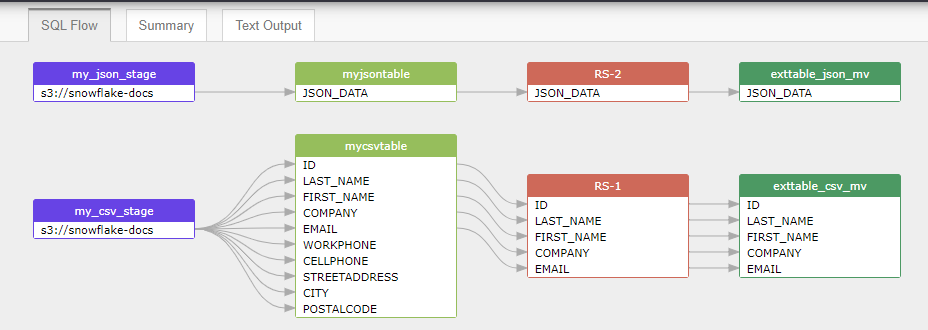 SQL Flow
Summary
Text Output
my_json_stage
s3://snowflake-docs
myjsontable
JSON_DATA
RS-2
JSON_DATA
exttable_json_mv
JSON_DATA
my_csv_stage
s3://snowflake-docs
mycsvtable
ID
LAST_NAME
FIRST_NAME
COMPANY
EMAIL
WORKPHONE
CELLPHONE
STREETADDRESS
CITY
POSTALCODE
RS-1
ID
LAST_NAME
FIRST_NAME
COMPANY
EMAIL
exttable_csv_mv
ID
LAST_NAME
FIRST_NAME
COMPANY
EMAIL